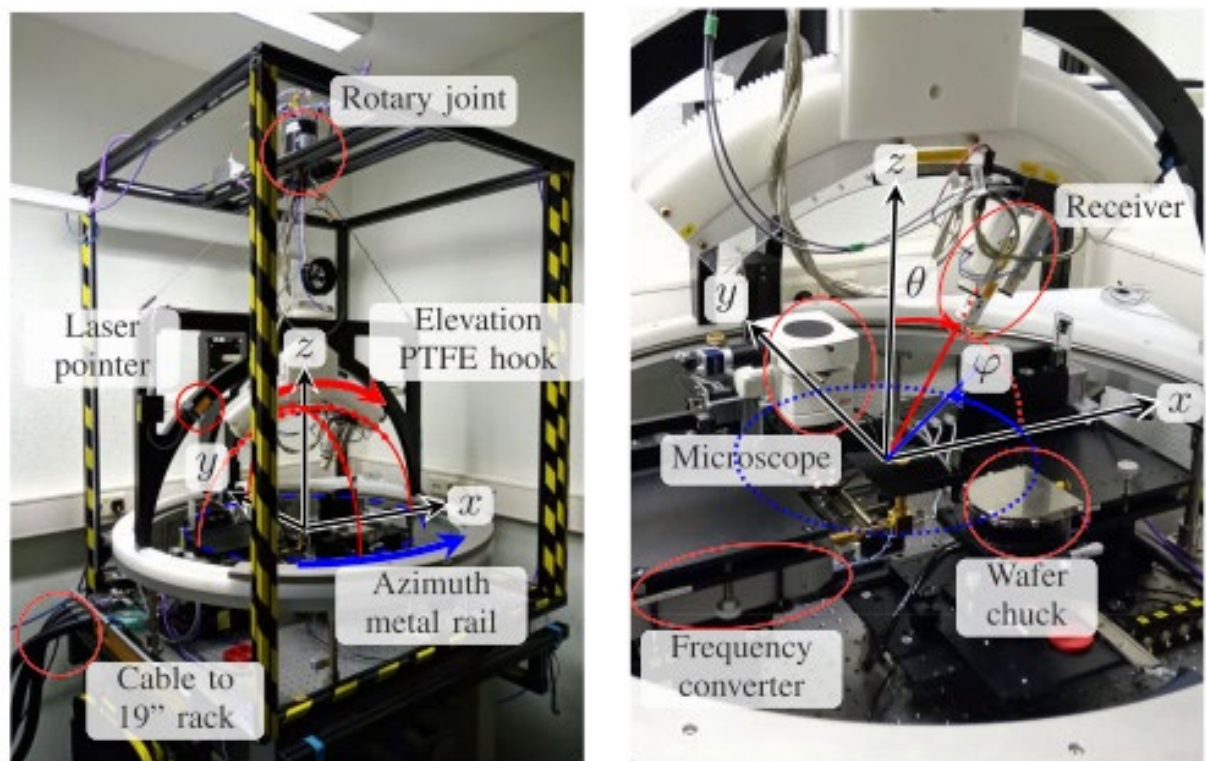 Rotary joint
Laser
pointer
Elevation
PTFE hook
z
y
x
Azimuth
metal rail
Cable to
19” rack
z
Receiver
θ
y
φ
x
Microscope
Wafer
chuck
Frequency
converter